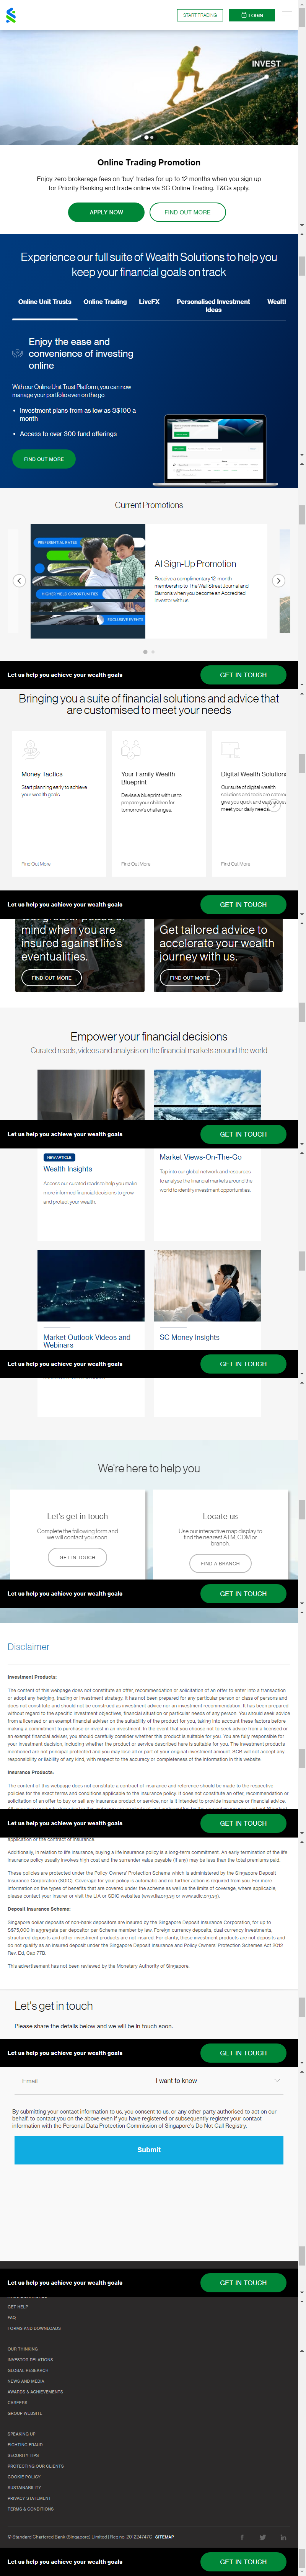 START TRADING
LOGIN
INVEST
Online Trading Promotion
Enjoy zero brokerage fees on 'buy' trades for up to 12 months when you sign up
for Priority Banking and trade online via SC Online Trading. T&Cs apply.
APPLY NOW
FIND OUT MORE
Experience our full suite of Wealth Solutions to help you
keep your financial goals on track
Online Unit Trusts
Online Trading
LiveFX
Personalised Investment
Ideas
Wealt
Enjoy the ease and
convenience of investing
online
With our Online Unit Trust Platform, you can now
manage your portfolio even on the go.
Investment plans from as low as S$100 a
month
Access to over 300 fund offerings
FIND OUT MORE
Current Promotions
PREFERENTIAL RATES
HIGHER YIELD OPPORTUNITIES
EXCLUSIVE EVENTS
AI Sign-Up Promotion
Receive a complimentary 12-month
membership to The Wall Street Journal and
Barron's when you become an Accredited
Investor with us.
Let us help you achieve your wealth goals
GET IN TOUCH
Bringing you a suite of financial solutions and advice that
are customised to meet your needs
Money Tactics
Start planning early to achieve
your wealth goals.
Find Out More
Your Family Wealth
Blueprint
Devise a blueprint with us to
prepare your children for
tomorrow's challenges.
Find Out More
Digital Wealth Solution
Our suite of digital wealth
solutions and tools are catere
give you quick and easy
meet your daily needs.
Find Out More
Let us help you achieve your wealth goals
GET IN TOUCH
Get greater peace of
mind when you are
insured against life's
eventualities.
FIND OUT MORE
Get tailored advice to
accelerate your wealth
journey with us.
FIND OUT MORE
Empower your financial decisions
Curated reads, videos and analysis on the financial markets around the world
Let us help you achieve your wealth goals
GET IN TOUCH
NEW ARTICLE
Wealth Insights
Access our curated reads to help you make
more informed financial decisions to grow
and protect your wealth.
Market Views-On-The-Go
Tap into our global network and resources
to analyse the financial markets around the
world to identify investment opportunities.
Market Outlook Videos and
Webinars
SC Money Insights
Let us help you achieve your wealth goals
GET IN TOUCH
We're here to help you
Let's get in touch
Complete the following form and
we will contact you soon.
GET IN TOUCH
Locate us
Use our interactive map display to
find the nearest ATM, CDM or
branch.
FIND A BRANCH
Let us help you achieve your wealth goals
GET IN TOUCH
Disclaimer
Investment Products:
The content of this webpage does not constitute an offer, recommendation or solicitation of an offer to enter into a transaction
or adopt any hedging, trading or investment strategy. It has not been prepared for any particular person or class of persons and
does not constitute and should not be construed as investment advice nor an investment recommendation. It has been prepared
without regard to the specific investment objectives, financial situation or particular needs of any person. You should seek advice
from a licensed or an exempt financial adviser on the suitability of the product for you, taking into account these factors before
making a commitment to purchase or invest in an investment. In the event that you choose not to seek advice from a licensed or
an exempt financial adviser, you should carefully consider whether this product is suitable for you. You are fully responsible for
your investment decision, including whether the product or service described here is suitable for you. The investment products
mentioned are not principal protected and you may lose all or part of your original investment amount. SCB will not accept any
responsibility or liability of any kind, with respect to the accuracy or completeness of the information in this website.
Insurance Products:
The content of this webpage does not constitute a contract of insurance and reference should be made to the respective
policies for the exact terms and conditions applicable to the insurance policy. It does not constitute an offer, recommendation or
solicitation of an offer to buy or sell any insurance product or service, nor is it intended to provide insurance or financial advice.
Let us help you achieve your wealth goals
GET IN TOUCH
application or the contract of insurance.
Additionally, in relation to life insurance, buying a life insurance policy is a long-term commitment. An early termination of the life
insurance policy usually involves high cost and the surrender value payable (if any) may be less than the total premiums paid.
These policies are protected under the Policy Owners' Protection Scheme which is administered by the Singapore Deposit
Insurance Corporation (SDIC). Coverage for your policy is automatic and no further action is required from you. For more
information on the types of benefits that are covered under the scheme as well as the limits of coverage, where applicable,
please contact your insurer or visit the LIA or SDIC websites (www.lia.org.sg or www.sdic.org.sg).
Deposit Insurance Scheme:
Singapore dollar deposits of non-bank depositors are insured by the Singapore Deposit Insurance Corporation, for up to
S$75,000 in aggregate per depositor per Scheme member by law. Foreign currency deposits, dual currency investments,
structured deposits and other investment products are not insured. For clarity, these investment products are not deposits and do
not qualify as an insured deposit under the Singapore Deposit Insurance and Policy Owners' Protection Schemes Act 2012
Rev. Ed, Cap 77B.
This advertisement has not been reviewed by the Monetary Authority of Singapore.
Let's get in touch
Please share the details below and we will be in touch soon.
Let us help you achieve your wealth goals
GET IN TOUCH
Email
I want to know
By submitting your contact information to us, you consent to us, or any other party authorised to act on our
behalf, to contact you on the above even if you have registered or subsequently register your contact
information with the Personal Data Protection Commission of Singapore's Do Not Call Registry.
Submit
Let us help you achieve your wealth goals
GET IN TOUCH
GET HELP
FAQ
FORMS AND DOWNLOADS
OUR THINKING
INVESTOR RELATIONS
GLOBAL RESEARCH
NEWS AND MEDIA
AWARDS & ACHIEVEMENTS
CAREERS
GROUP WEBSITE
SPEAKING UP
FIGHTING FRAUD
SECURITY TIPS
PROTECTING OUR CLIENTS
COOKIE POLICY
SUSTAINABILITY
PRIVACY STATEMENT
TERMS & CONDITIONS
© Standard Chartered Bank (Singapore) Limited | Reg no. 201224747C SITEMAP
Let us help you achieve your wealth goals
GET IN TOUCH